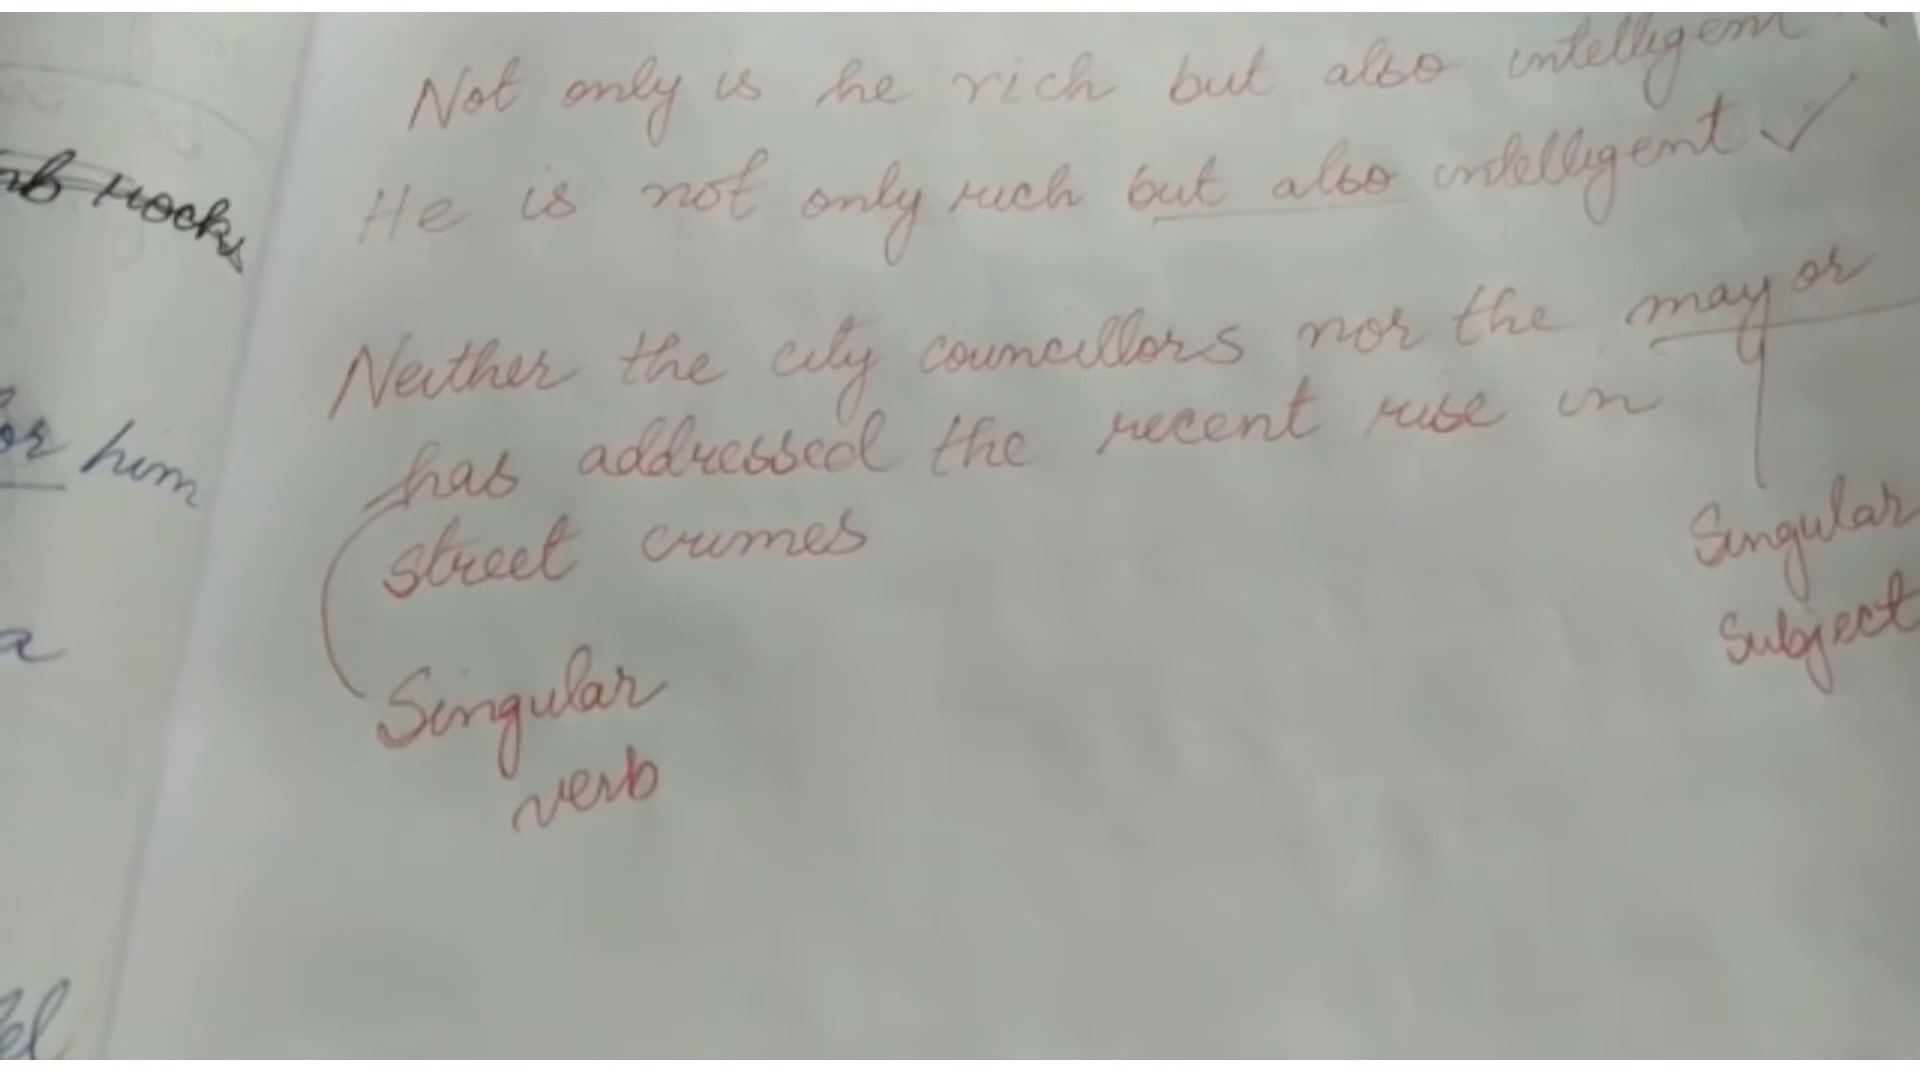 Not only is he rich but also intelligent
He is not only rich but also intelligent ✓
Neither the city councillors nor the mayor
has addressed the recent rise in
street crimes
Singular
Subject
Singular
verb
rocks
him